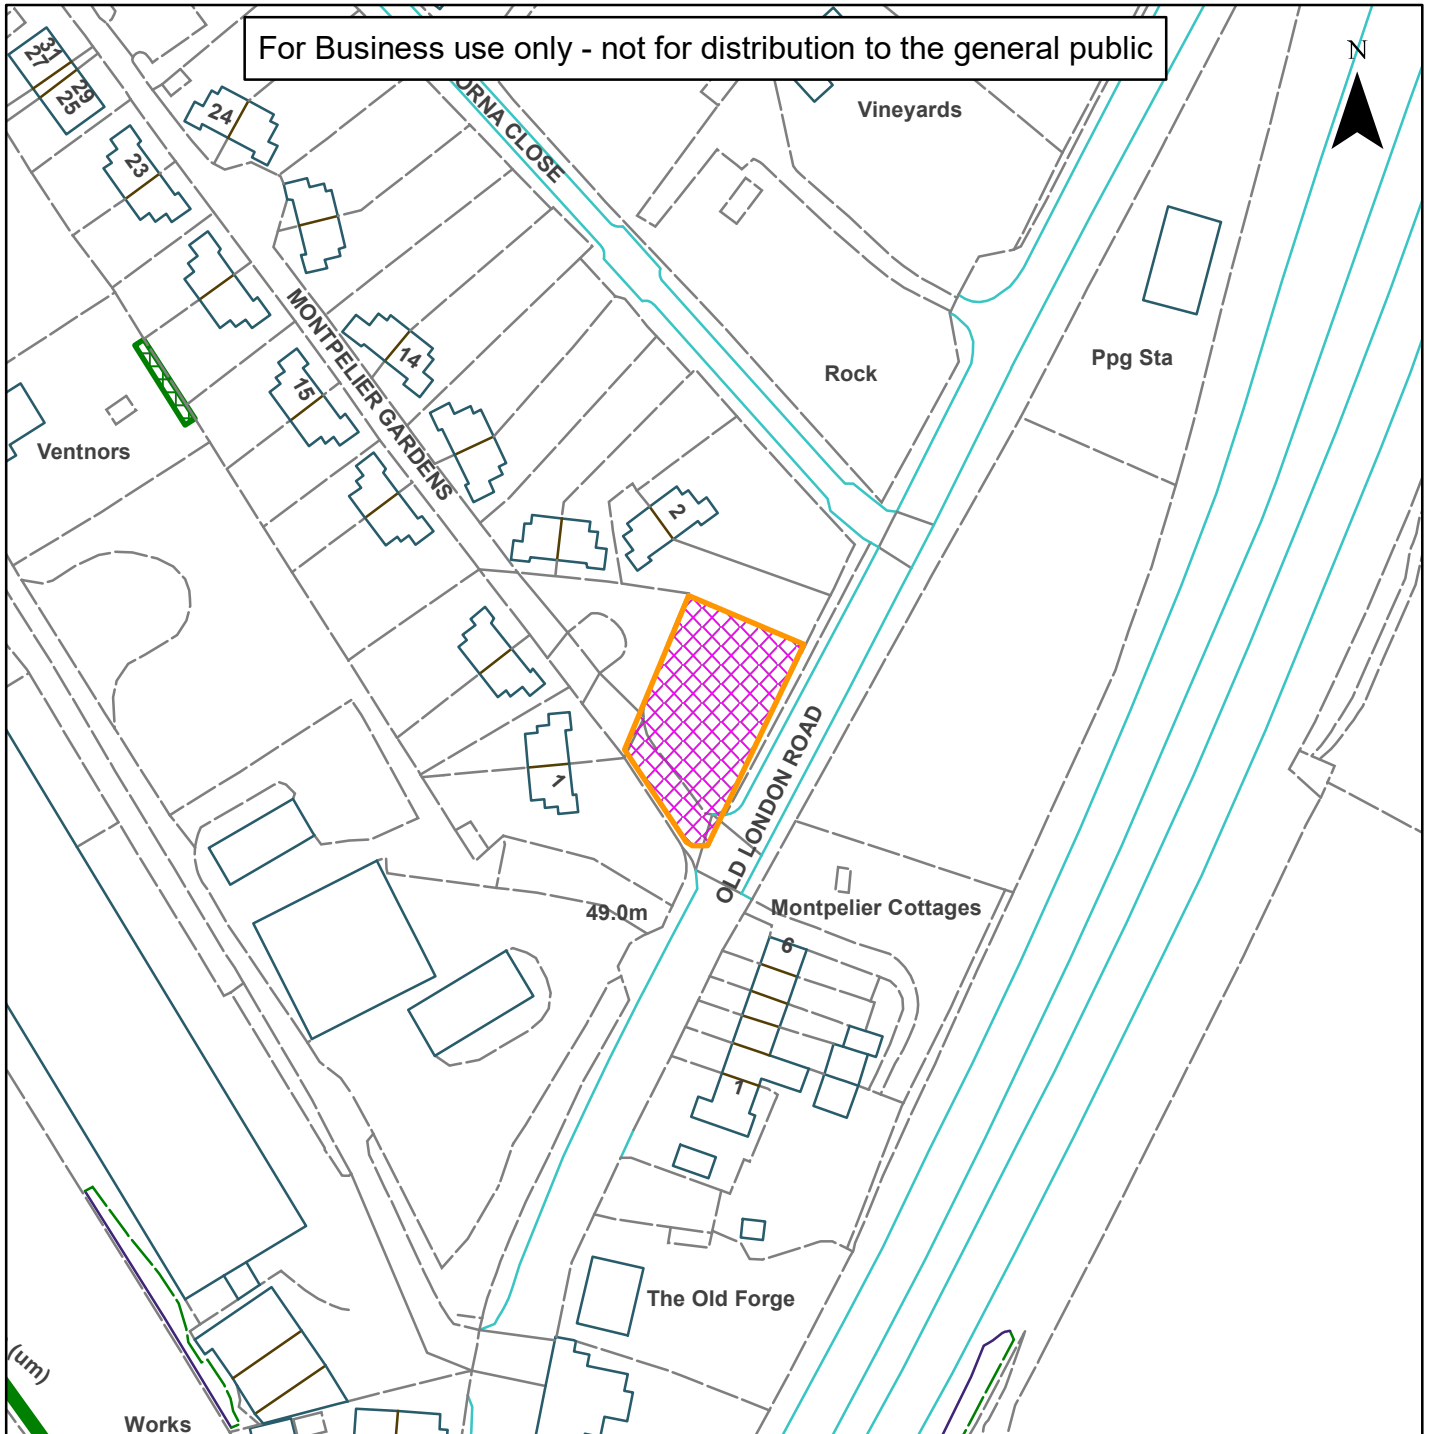 For Business use only - not for distribution to the general public
N
31
27
29
25
24
23
ORNA CLOSE
Vineyards
Ppg Sta
Rock
MONTPELIER GARDENS
14
15
Ventnors
2
1
OLD LONDON ROAD
49.0m
Montpelier Cottages
6
1
The Old Forge
(um)
Works